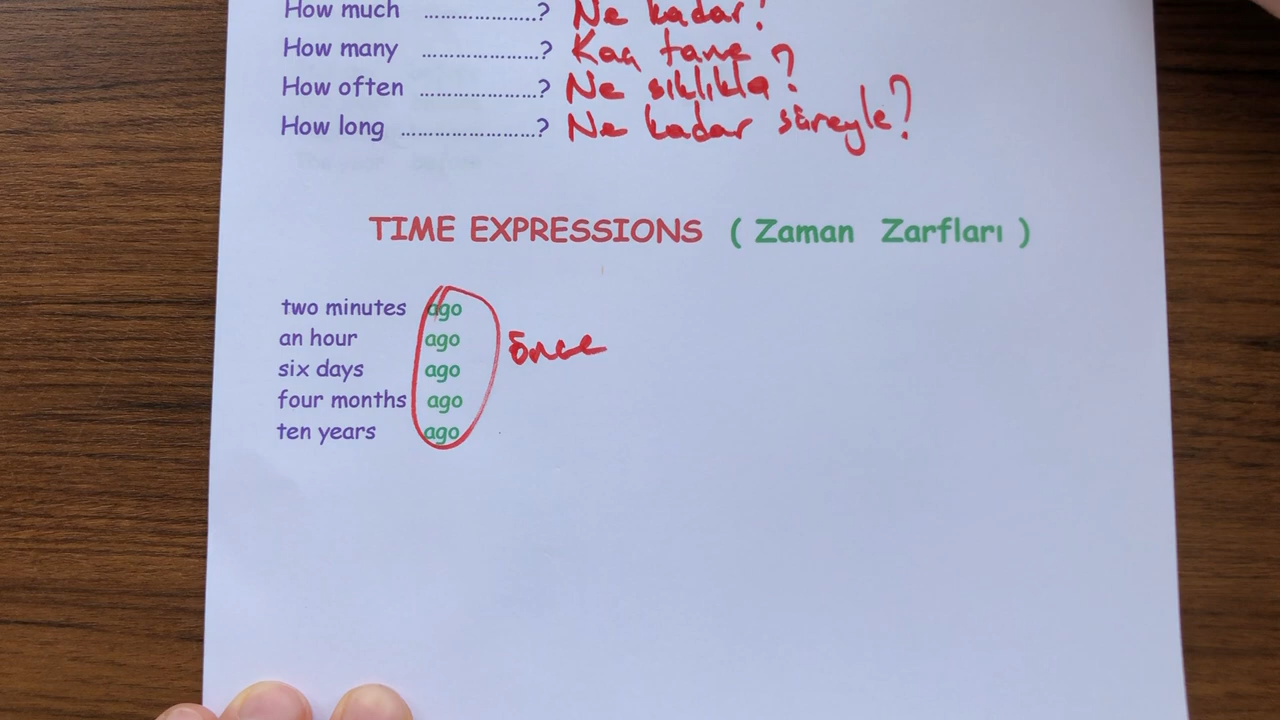 How much ...................? Ne kadar?
How many ...................? Kaç tane?
How often ...................? Ne sıklıkla?
How long ......................? Ne kadar süreyle?
TIME EXPRESSIONS ( Zaman Zarfları )
two minutes ago
an hour ago önce
six days ago
four months ago
ten years ago